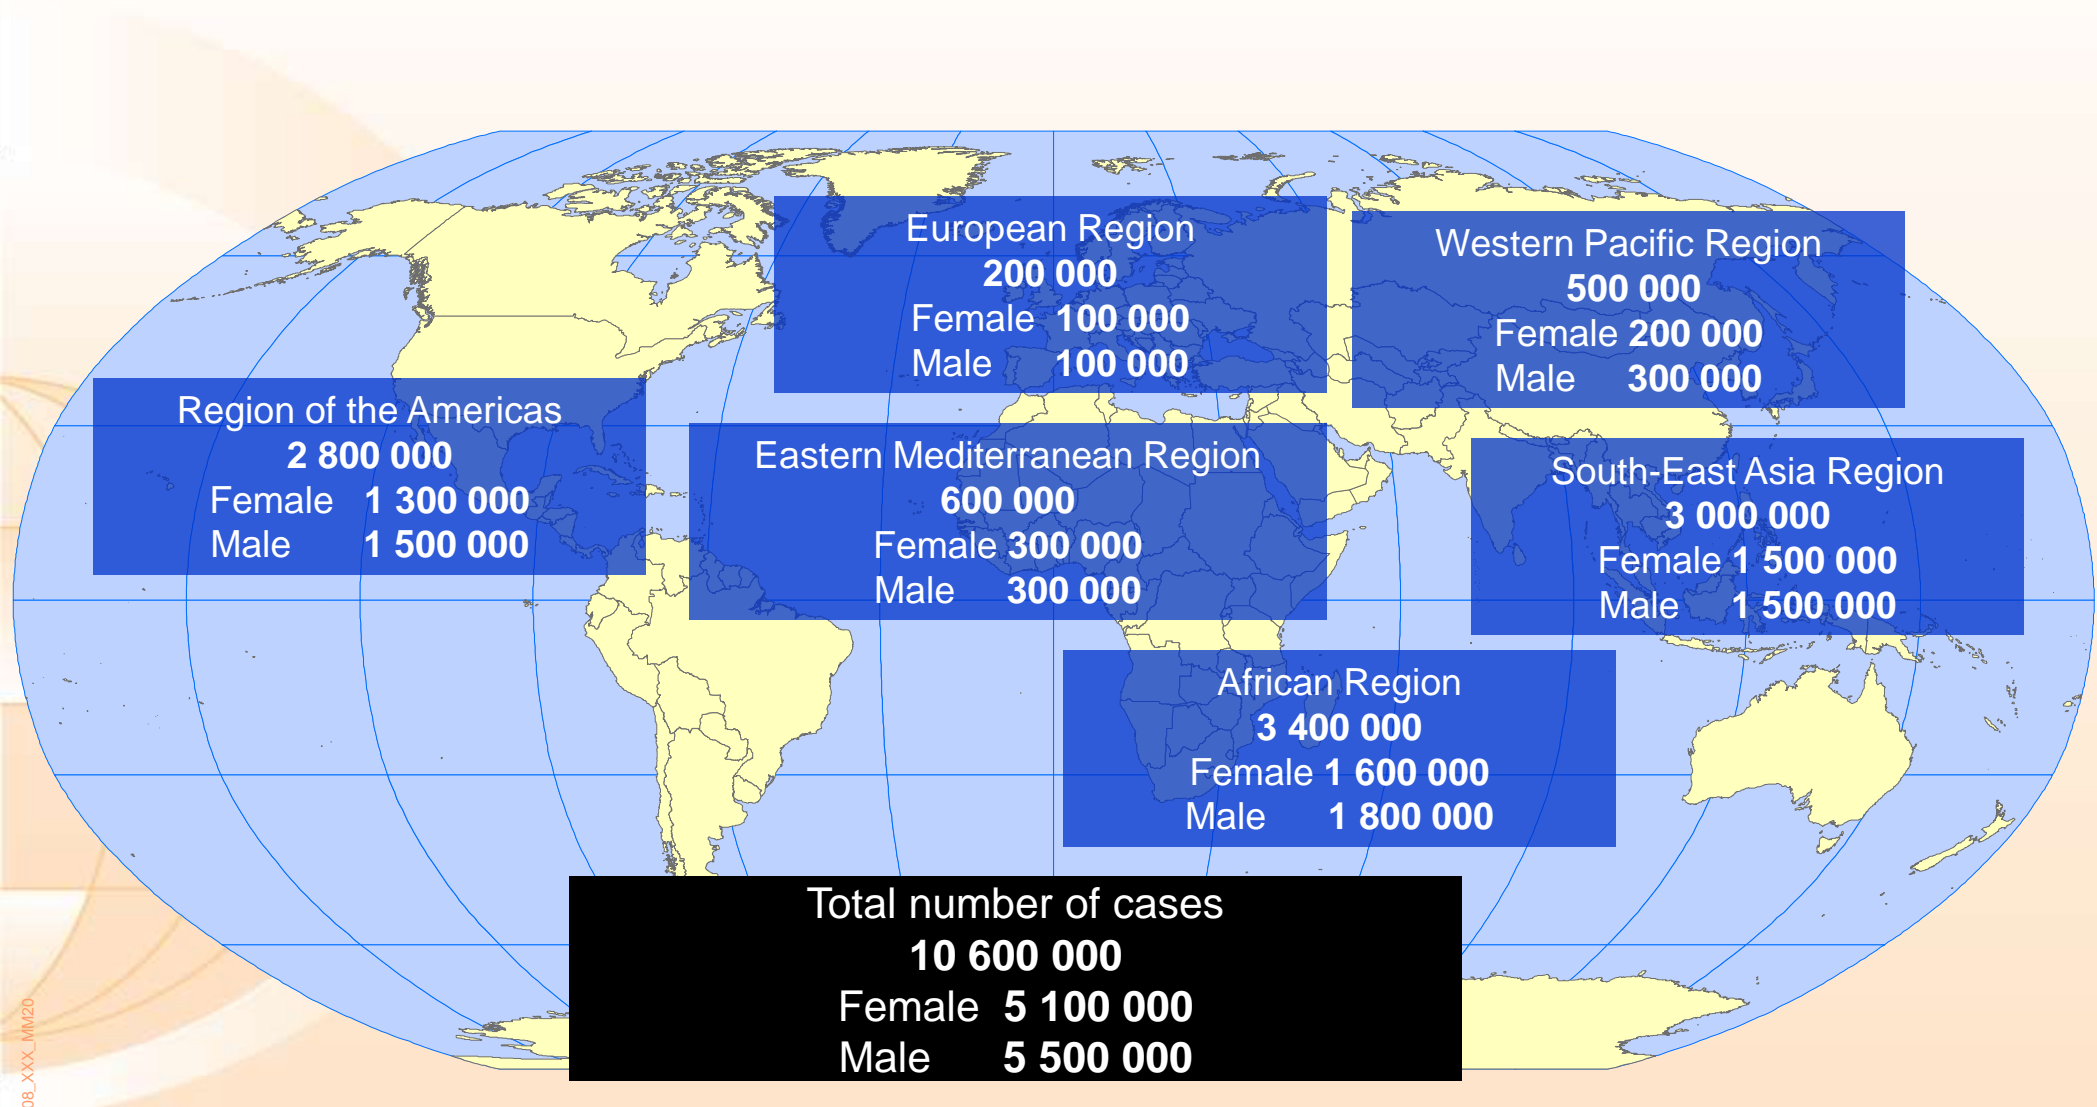 European Region
200 000
Female 100 000
Male 100 000
Western Pacific Region
500 000
Female 200 000
Male 300 000
Region of the Americas
2 800 000
Female 1 300 000
Male 1 500 000
Eastern Mediterranean Region
600 000
Female 300 000
Male 300 000
South-East Asia Region
3 000 000
Female 1 500 000
Male 1 500 000
African Region
3 400 000
Female 1 600 000
Male 1 800 000
Total number of cases
10 600 000
Female 5 100 000
Male 5 500 000
08_XXX_MM20